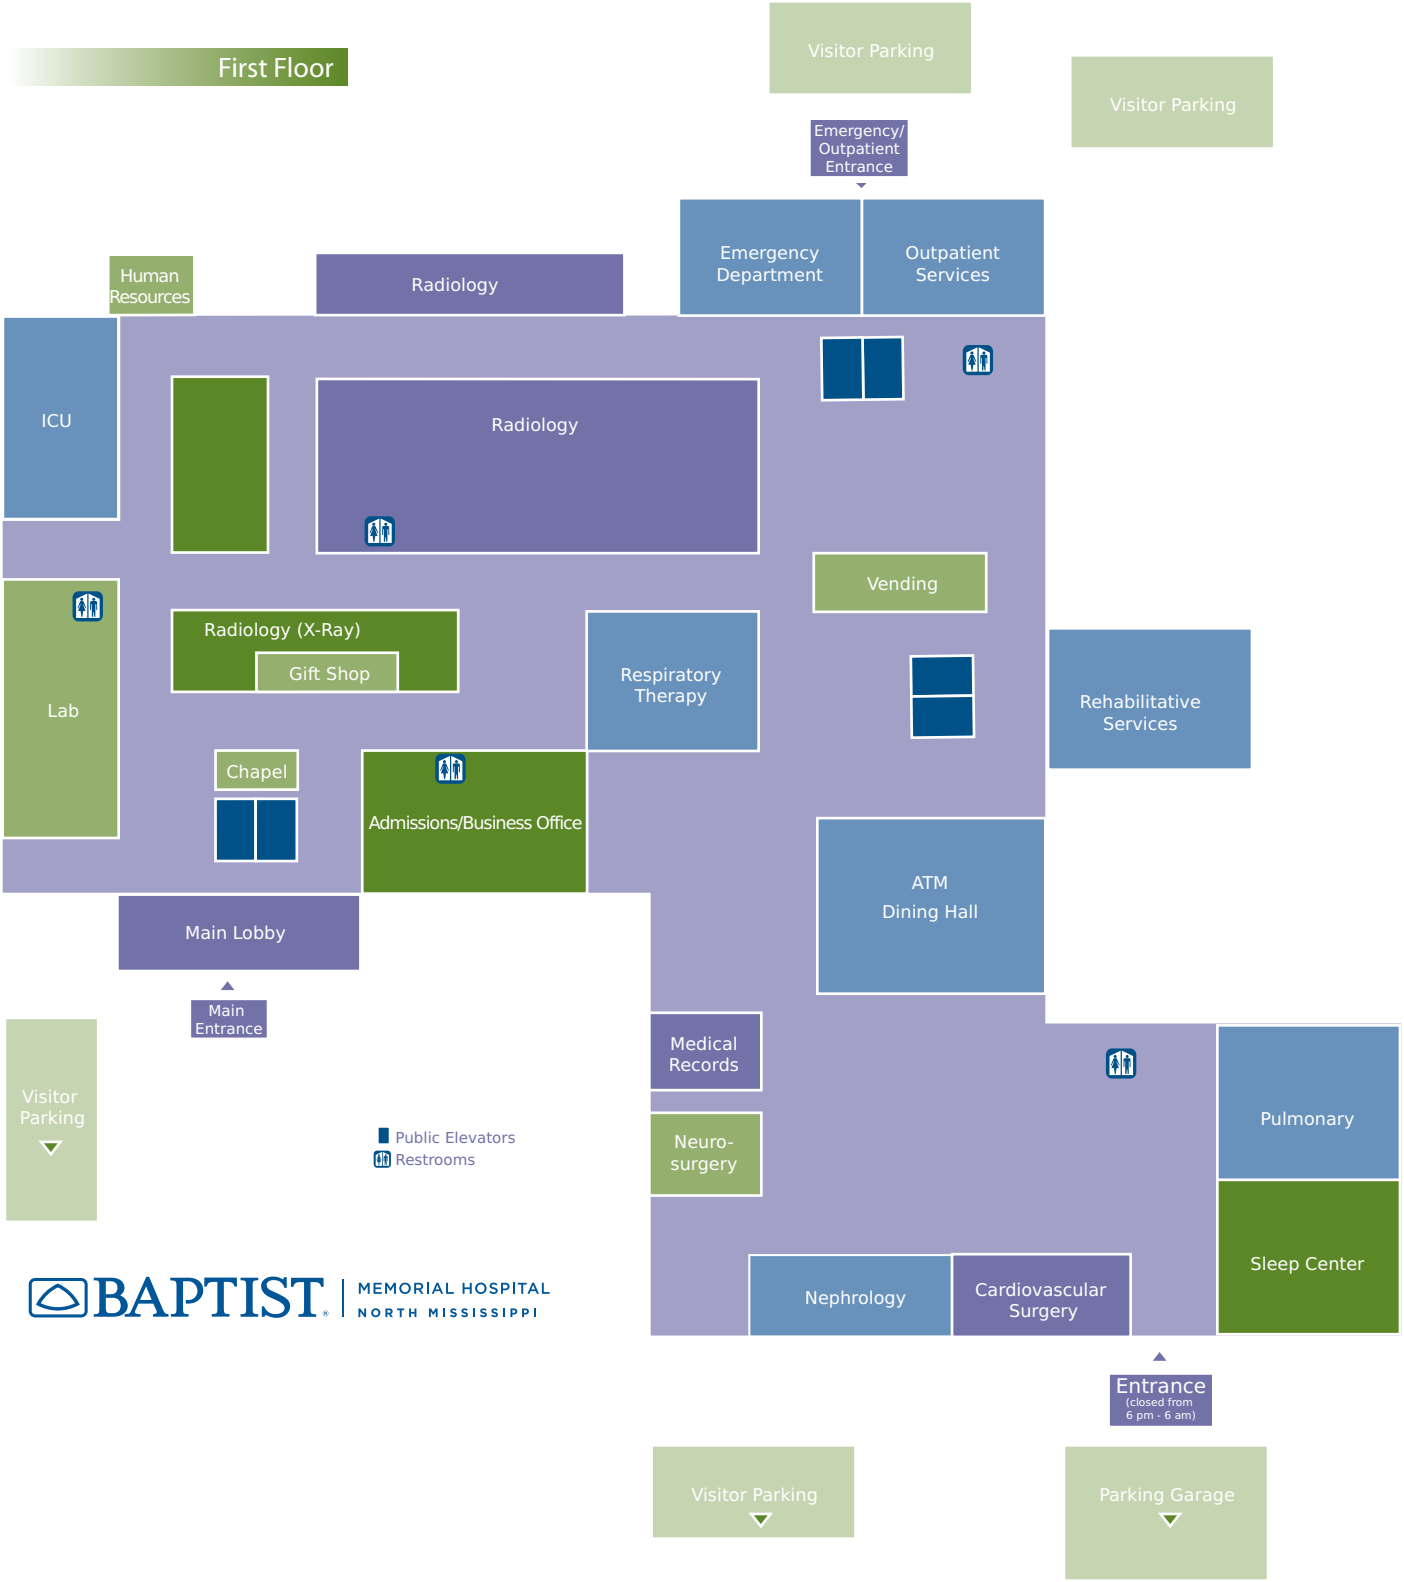 First Floor
Visitor Parking
Visitor Parking
Emergency/
Outpatient
Entrance
Emergency
Department
Outpatient
Services
Human
Resources
Radiology
ICU
Radiology
Vending
Radiology (X-Ray)
Gift Shop
Respiratory
Therapy
Rehabilitative
Services
Lab
Chapel
Admissions/Business Office
ATM
Dining Hall
Main Lobby
Main
Entrance
Medical
Records
Visitor
Parking
Pulmonary
Public Elevators
Restrooms
Neuro-
surgery
Sleep Center
BAPTIST®
MEMORIAL HOSPITAL
NORTH MISSISSIPPI
Nephrology
Cardiovascular
Surgery
Entrance
(closed from
6 pm - 6 am)
Visitor Parking
Parking Garage